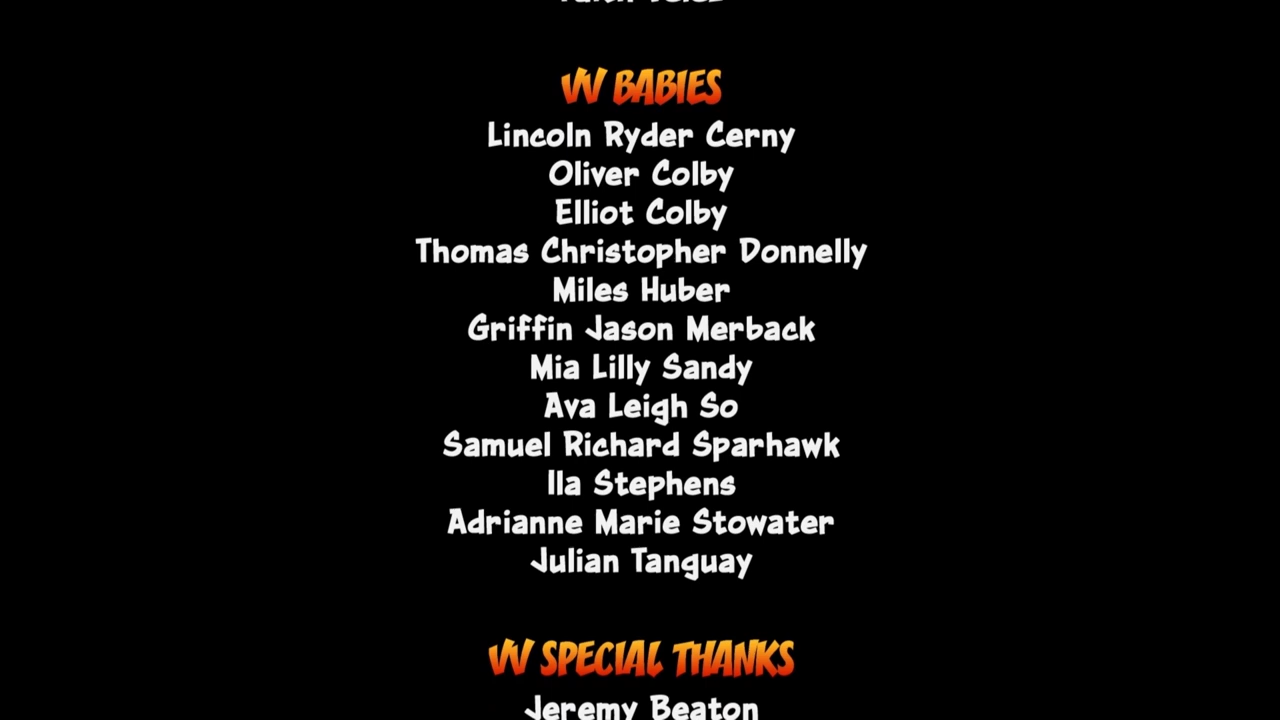 VV BABIES
Lincoln Ryder Cerny
Oliver Colby
Elliot Colby
Thomas Christopher Donnelly
Miles Huber
Griffin Jason Merback
Mia Lilly Sandy
Ava Leigh So
Samuel Richard Sparhawk
Ila Stephens
Adrianne Marie Stowater
Julian Tanguay
VV SPECIAL THANKS
Jeremy Beaton